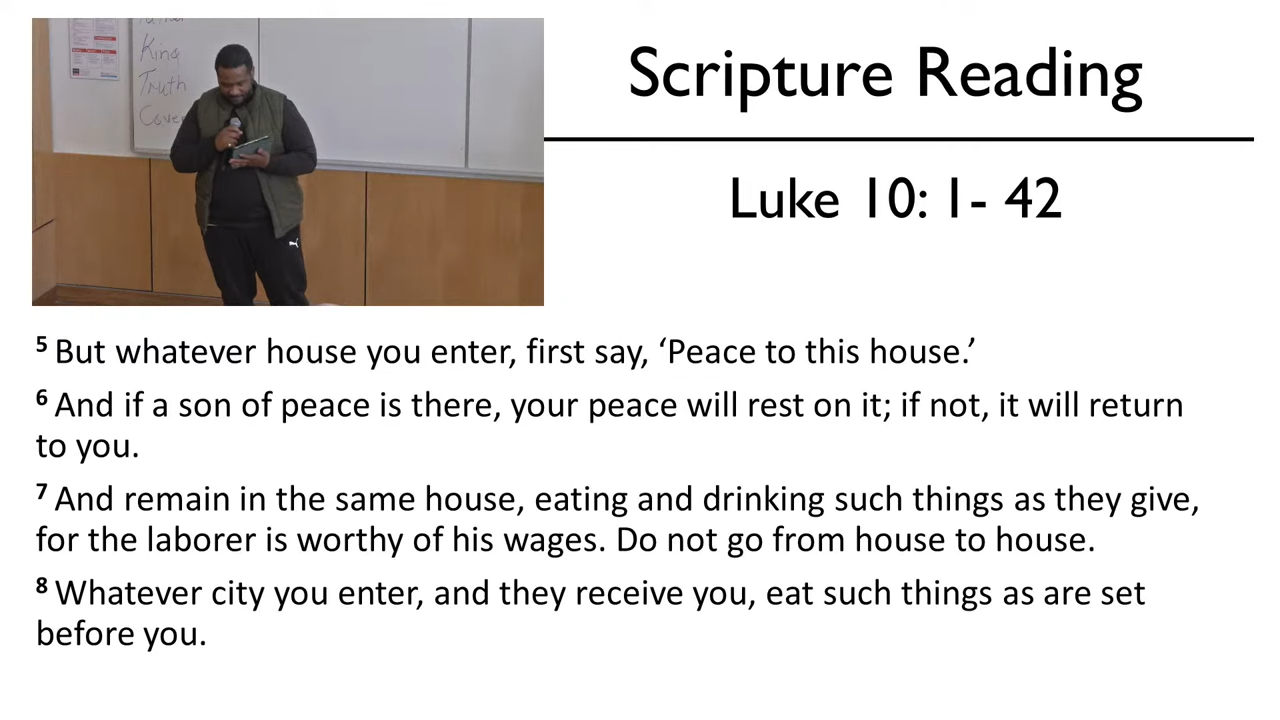 King
Truth
Scripture Reading
Luke 10: 1- 42
5 But whatever house you enter, first say, ‘Peace to this house.’
6 And if a son of peace is there, your peace will rest on it; if not, it will return
to you.
7 And remain in the same house, eating and drinking such things as they give,
for the laborer is worthy of his wages. Do not go from house to house.
8 Whatever city you enter, and they receive you, eat such things as are set
before you.